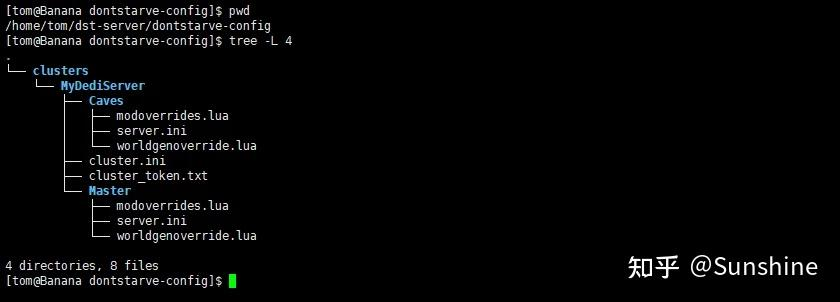 [tom@Banana dontstarve-config]$ pwd
/home/tom/dst-server/dontstarve-config
[tom@Banana dontstarve-config]$ tree -L 4
.
└── clusters
    └── MyDediServer
        ├── Caves
        │   ├── modoverrides.lua
        │   ├── server.ini
        │   └── worldgenoverride.lua
        ├── cluster.ini
        ├── cluster_token.txt
        └── Master
            ├── modoverrides.lua
            ├── server.ini
            └── worldgenoverride.lua
4 directories, 8 files
[tom@Banana dontstarve-config]$
知乎 @Sunshine